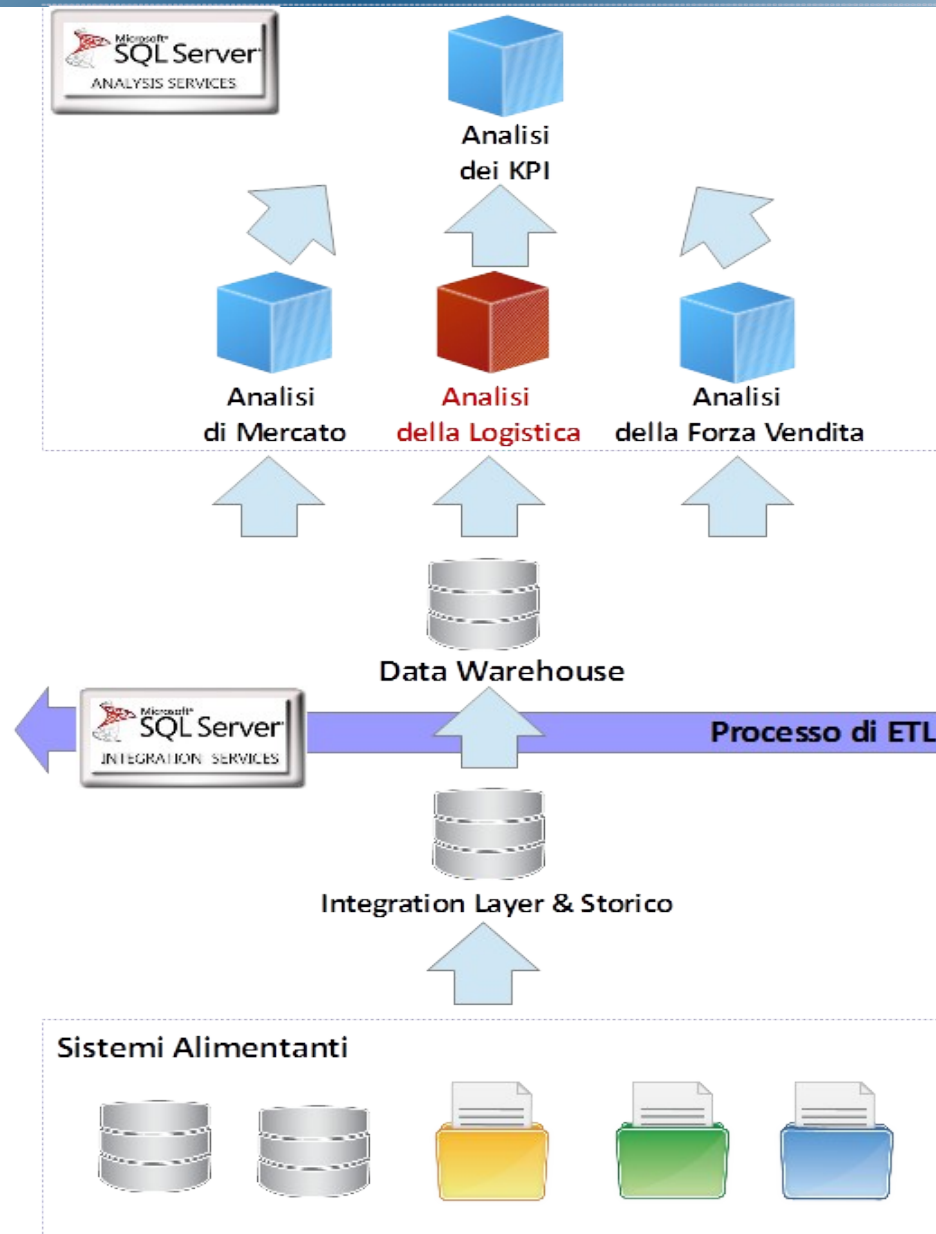 Microsoft®
SQL Server®
ANALYSIS SERVICES
Analisi
dei KPI
Analisi
di Mercato
Analisi
della Logistica
Analisi
della Forza Vendita
Data Warehouse
Microsoft®
SQL Server®
INTEGRATION SERVICES
Processo di ETL
Integration Layer & Storico
Sistemi Alimentanti